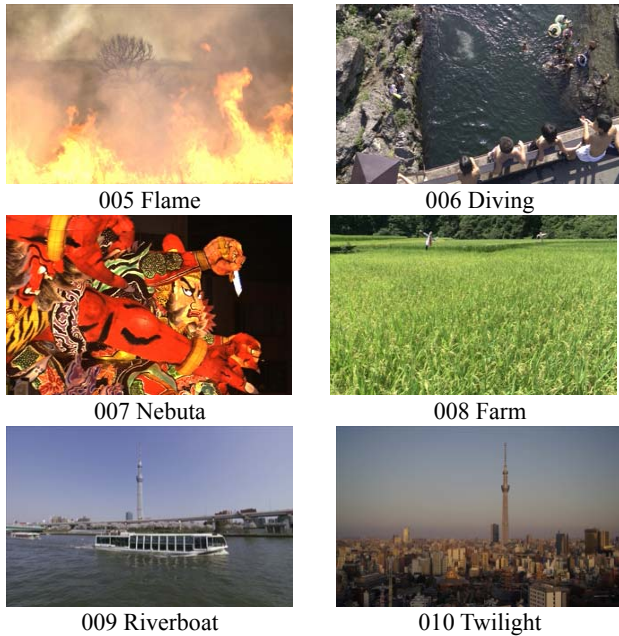 005 Flame
006 Diving
007 Nebuta
008 Farm
009 Riverboat
010 Twilight